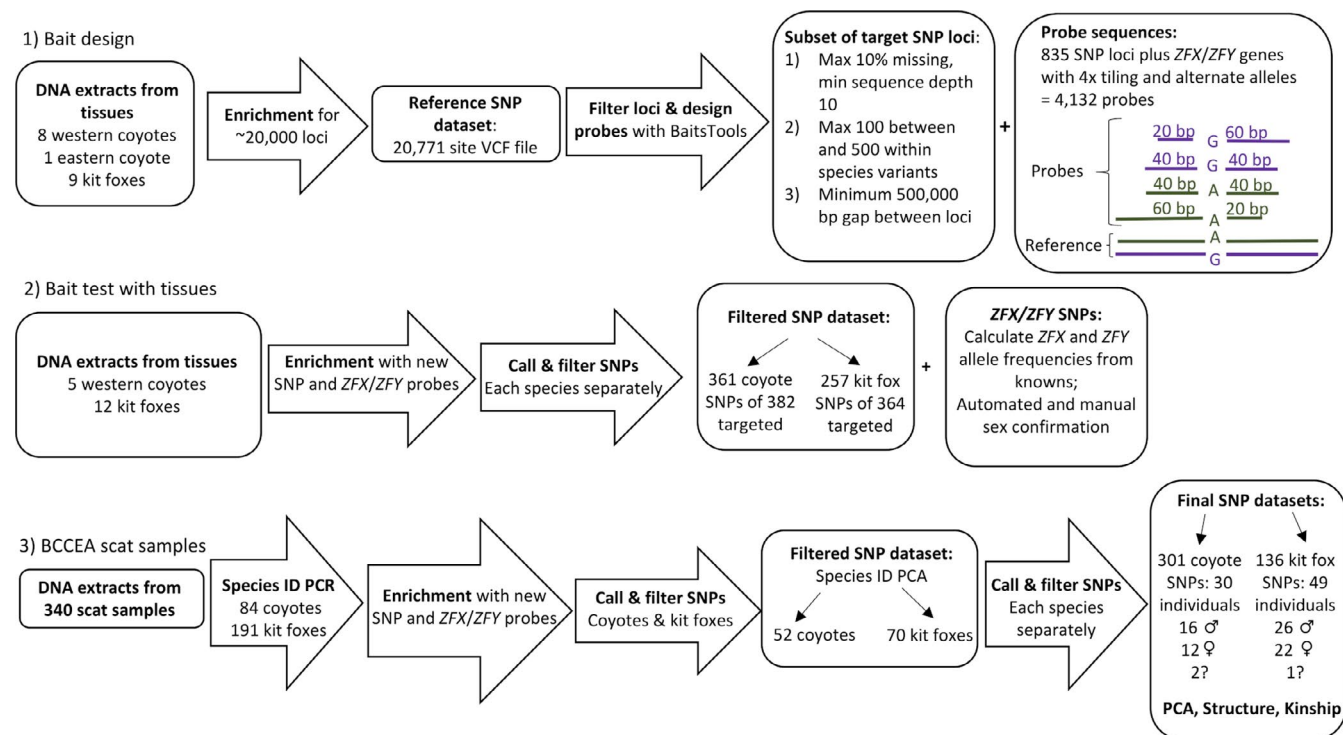 1) Bait design
DNA extracts from
tissues
8 western coyotes
1 eastern coyote
9 kit foxes
Enrichment for
~20,000 loci
Reference SNP
dataset:
20,771 site VCF file
Filter loci & design
probes with BaitsTools
Subset of target SNP loci:
1) Max 10% missing,
min sequence depth
10
2) Max 100 between
and 500 within
species variants
3) Minimum 500,000
bp gap between loci
+
Probe sequences:
835 SNP loci plus ZFX/ZFY genes
with 4x tiling and alternate alleles
= 4,132 probes
Probes
20 bp G 60 bp
40 bp G 40 bp
40 bp A 40 bp
60 bp A 20 bp
Reference
A
G
2) Bait test with tissues
DNA extracts from tissues
5 western coyotes
12 kit foxes
Enrichment with new
SNP and ZFX/ZFY probes
Call & filter SNPs
Each species separately
Filtered SNP dataset:
361 coyote
SNPs of 382
targeted
257 kit fox
SNPs of 364
targeted
+
ZFX/ZFY SNPs:
Calculate ZFX and ZFY
allele frequencies from
knowns;
Automated and manual
sex confirmation
3) BCCEA scat samples
DNA extracts from
340 scat samples
Species ID PCR
84 coyotes
191 kit foxes
Enrichment with new
SNP and ZFX/ZFY probes
Call & filter SNPs
Coyotes & kit foxes
Filtered SNP dataset:
Species ID PCA
52 coyotes
70 kit foxes
Call & filter SNPs
Each species
separately
Final SNP datasets:
301 coyote
SNPs: 30
individuals
16 ♂
12 ♀
2?
136 kit fox
SNPs: 49
individuals
26 ♂
22 ♀
1?
PCA, Structure, Kinship